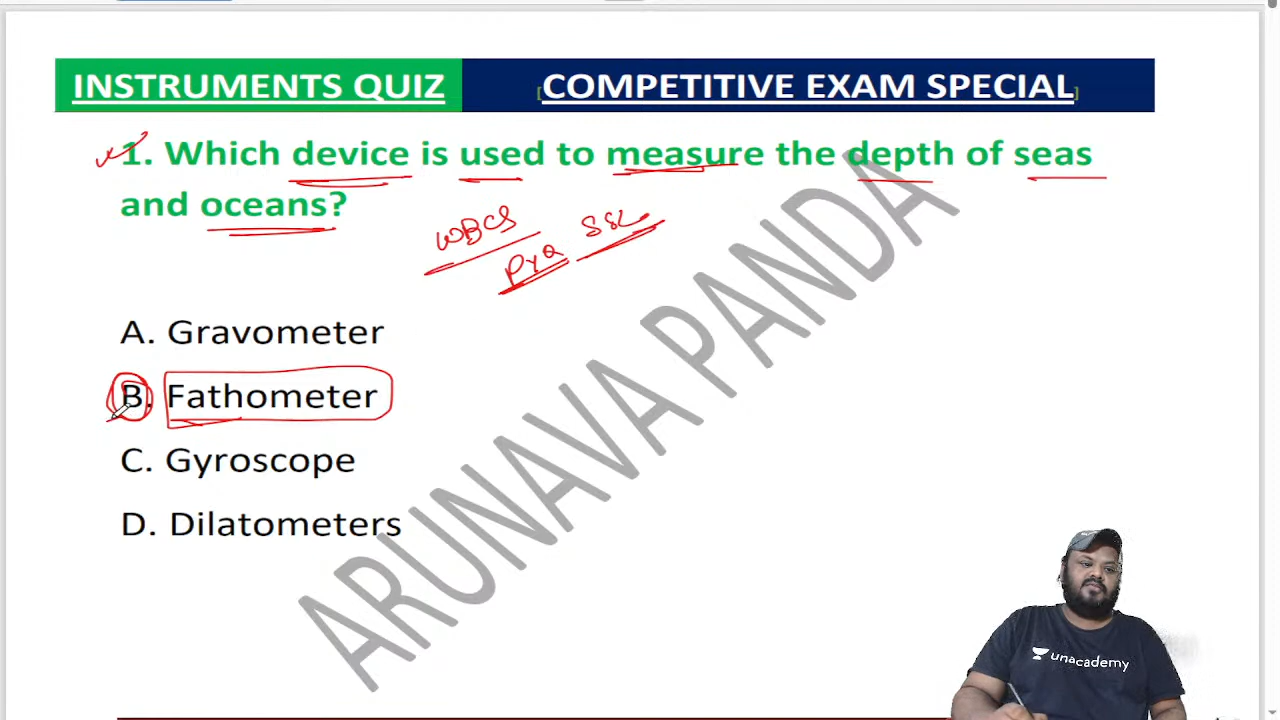 INSTRUMENTS QUIZ
[COMPETITIVE EXAM SPECIAL]
1. Which device is used to measure the depth of seas
and oceans?
WBCS SSC
PYQ
A. Gravometer
B. Fathometer
C. Gyroscope
D. Dilatometers
ARUNAVA PANDA
unacademy